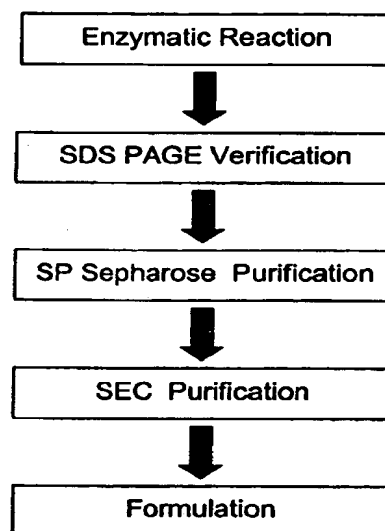 Enzymatic Reaction
SDS PAGE Verification
SP Sepharose Purification
SEC Purification
Formulation